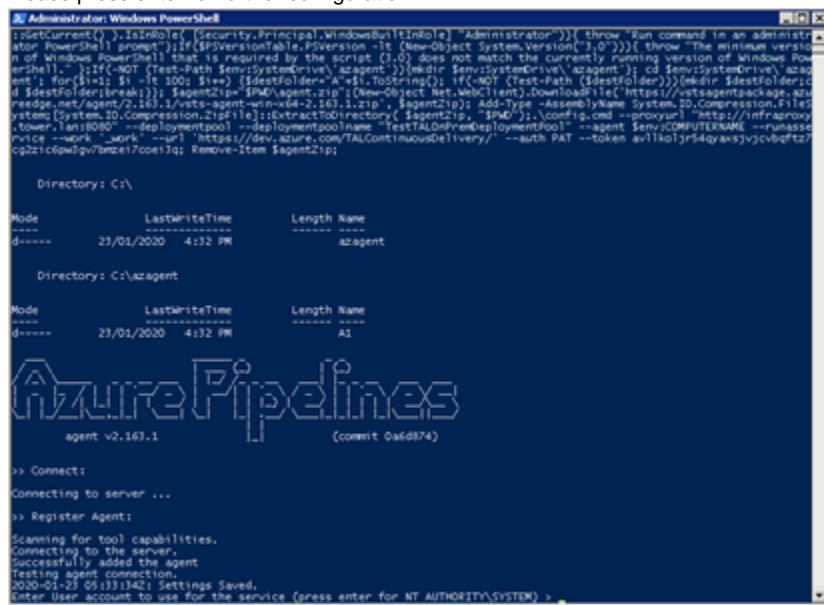 Administrator: Windows PowerShell
::GetCurrent() ).IsInRole( [Security.Principal.WindowsBuiltInRole] "Administrator")){ throw "Run command in an administr
ator PowerShell prompt"};If($PSVersionTable.PSVersion -lt (New-Object System.Version("3.0"))){ throw "The minimum versio
n of Windows PowerShell that is required by the script (3.0) does not match the currently running version of Windows Pow
erShell." };If(-NOT (Test-Path $env:SystemDrive\'azagent')){mkdir $env:SystemDrive\'azagent'}; cd $env:SystemDrive\'azag
ent'; for($i=1; $i -lt 100; $i++){$destFolder="A"+$i.ToString();if(-NOT (Test-Path ($destFolder))){mkdir $destFolder;c
d $destFolder;break;}}; $agentZip="$PWD\agent.zip";(New-Object Net.WebClient).DownloadFile( 'https://vstsagentpackage.azu
reedge.net/agent/2.163.1/vsts-agent-win-x64-2.163.1.zip', $agentZip); Add-Type -AssemblyName System.IO.Compression.FileS
ystem;[System.IO.Compression.ZipFile]::ExtractToDirectory( $agentZip, "$PWD");.\config.cmd --proxyurl "http://infraproxy
.tower.lan:8080" --deploymentpool --deploymentpoolname "TestTALOnPremDeploymentPool" --agent $env:COMPUTERNAME --runasse
rvice --work '_work' --url 'https://dev.azure.com/TALContinuousDelivery/' --auth PAT --token
Remove-Item $agentZip;
Directory: C:\
Mode LastWriteTime Length Name
---- ------------- ------ ----
d----- 23/01/2020 4:32 PM azagent
Directory: C:\azagent
Mode LastWriteTime Length Name
---- ------------- ------ ----
d----- 23/01/2020 4:32 PM A1
Azure Pipelines
agent v2.163.1 (commit 0a6d874)
>> Connect:
Connecting to server ...
>> Register Agent:
Scanning for tool capabilities.
Connecting to the server.
Successfully added the agent
Testing agent connection.
2020-01-23 05:33:34Z: Settings Saved.
Enter User account to use for the service (press enter for NT AUTHORITY\SYSTEM) >